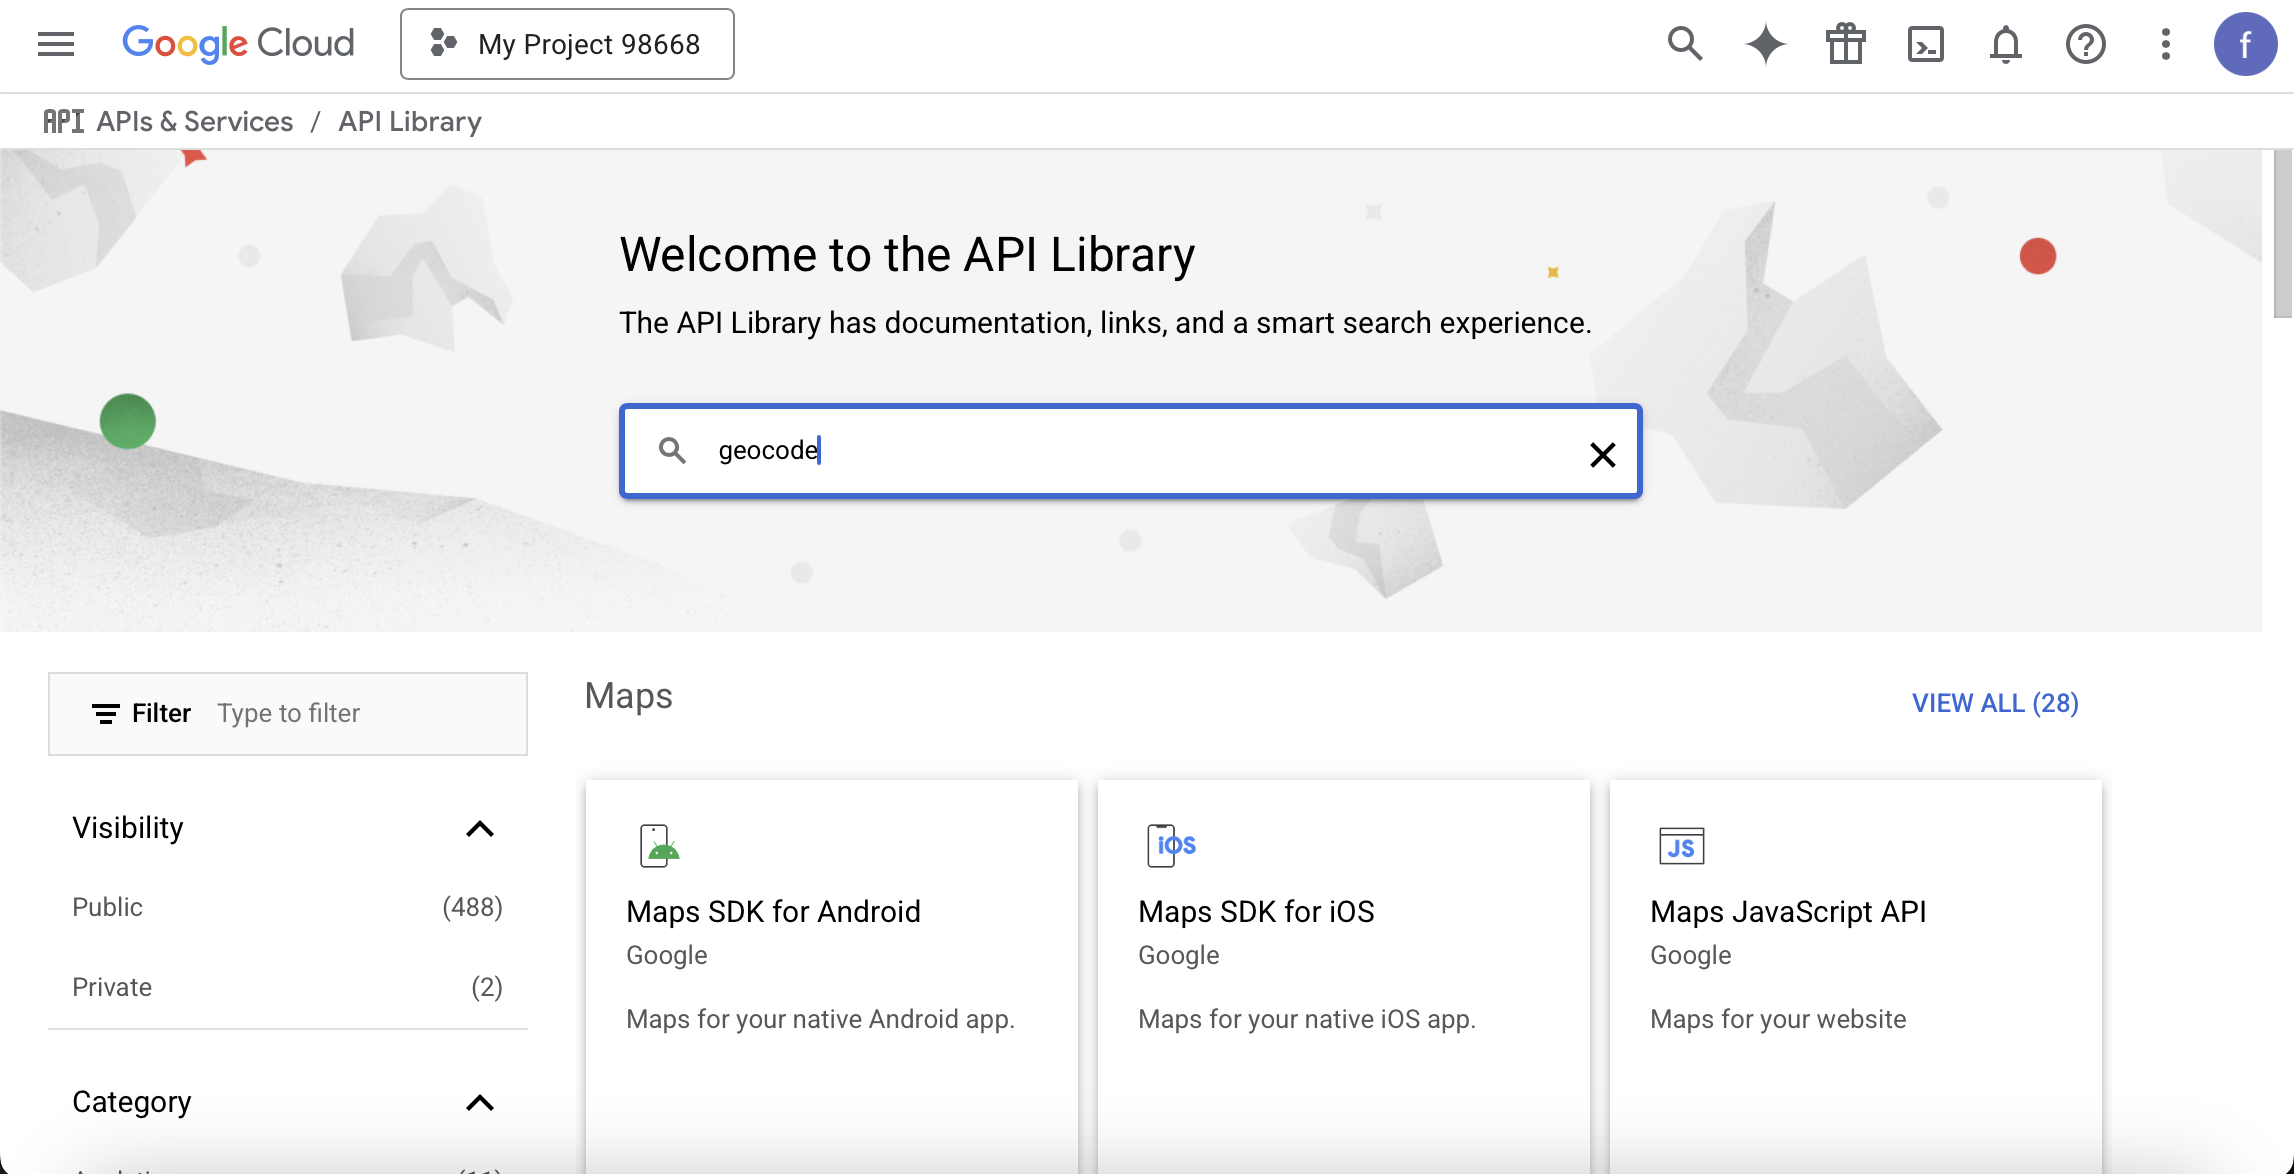 Google Cloud
My Project 98668
f
API APIs & Services / API Library
Welcome to the API Library
The API Library has documentation, links, and a smart search experience.
geocode
Filter Type to filter
Maps
VIEW ALL (28)
Visibility
Public (488)
Private (2)
Category
Maps SDK for Android
Google
Maps for your native Android app.
iOS
Maps SDK for iOS
Google
Maps for your native iOS app.
JS
Maps JavaScript API
Google
Maps for your website